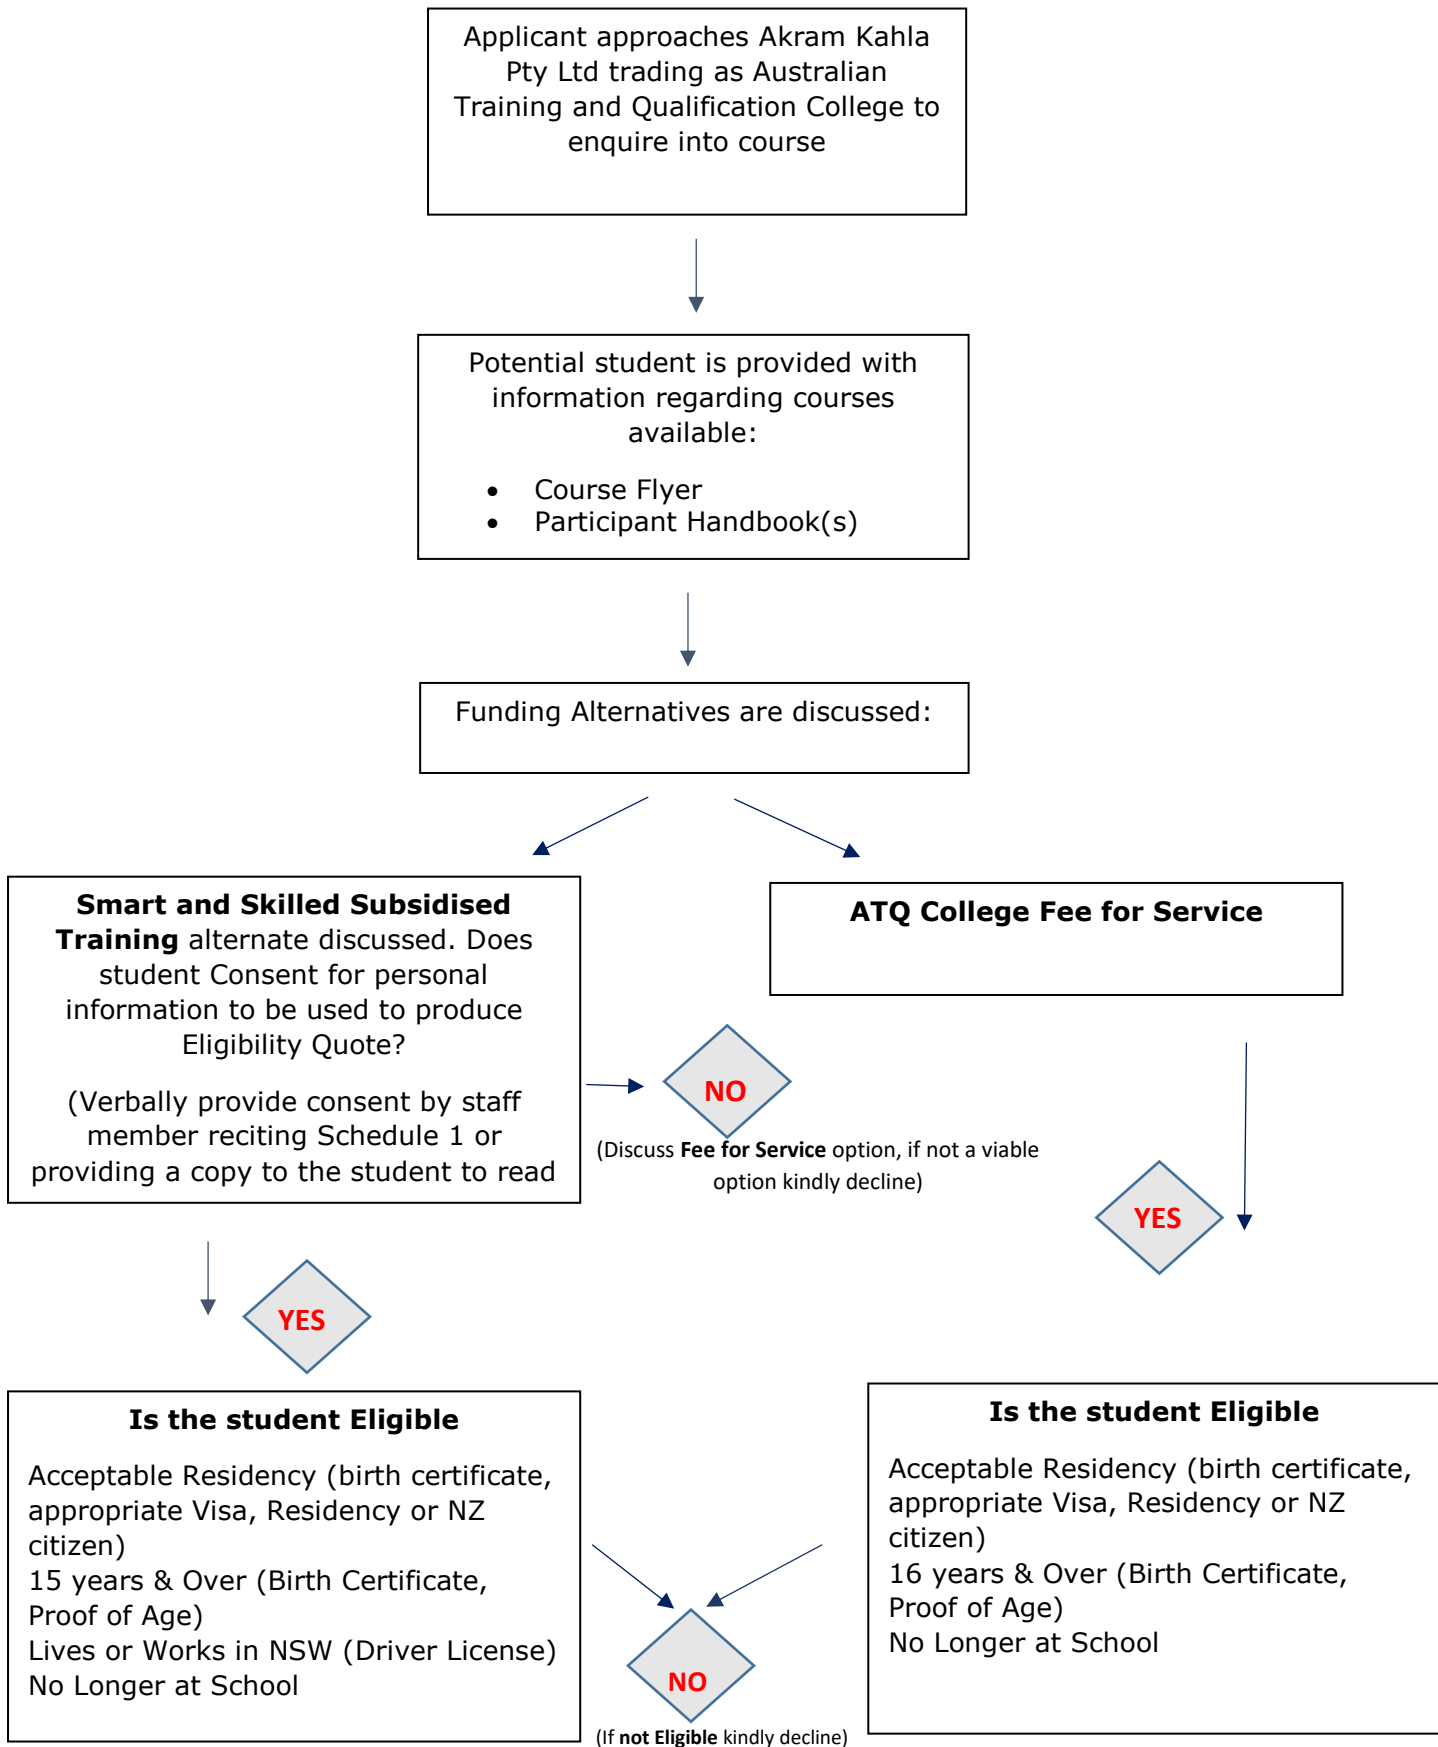 Applicant approaches Akram Kahla
Pty Ltd trading as Australian
Training and Qualification College to
enquire into course
Potential student is provided with
information regarding courses
available:
• Course Flyer
• Participant Handbook(s)
Funding Alternatives are discussed:
Smart and Skilled Subsidised
Training alternate discussed. Does
student Consent for personal
information to be used to produce
Eligibility Quote?
(Verbally provide consent by staff
member reciting Schedule 1 or
providing a copy to the student to read
ATQ College Fee for Service
NO
(Discuss Fee for Service option, if not a viable
option kindly decline)
YES
YES
Is the student Eligible
Acceptable Residency (birth certificate,
appropriate Visa, Residency or NZ
citizen)
15 years & Over (Birth Certificate,
Proof of Age)
Lives or Works in NSW (Driver License)
No Longer at School
Is the student Eligible
Acceptable Residency (birth certificate,
appropriate Visa, Residency or NZ
citizen)
16 years & Over (Birth Certificate,
Proof of Age)
No Longer at School
NO
(If not Eligible kindly decline)